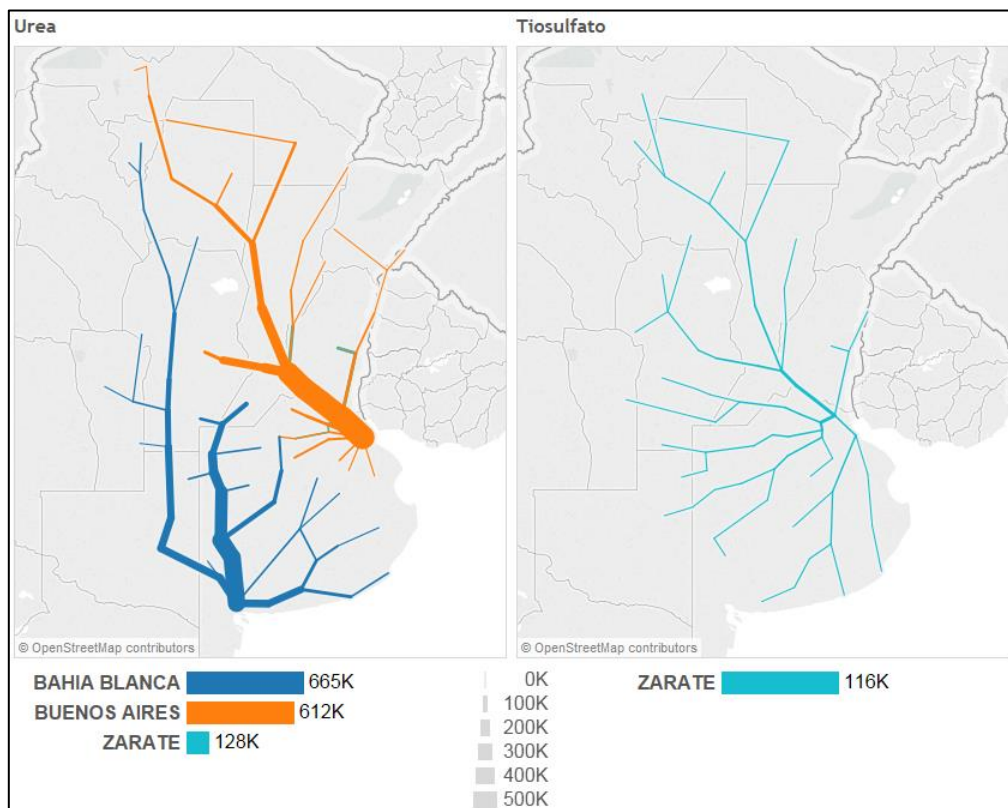 Urea
Tiosulfato
© OpenStreetMap contributors
© OpenStreetMap contributors
BAHIA BLANCA 665K
BUENOS AIRES 612K
ZARATE 128K
0K
100K
200K
300K
400K
500K
ZARATE 116K